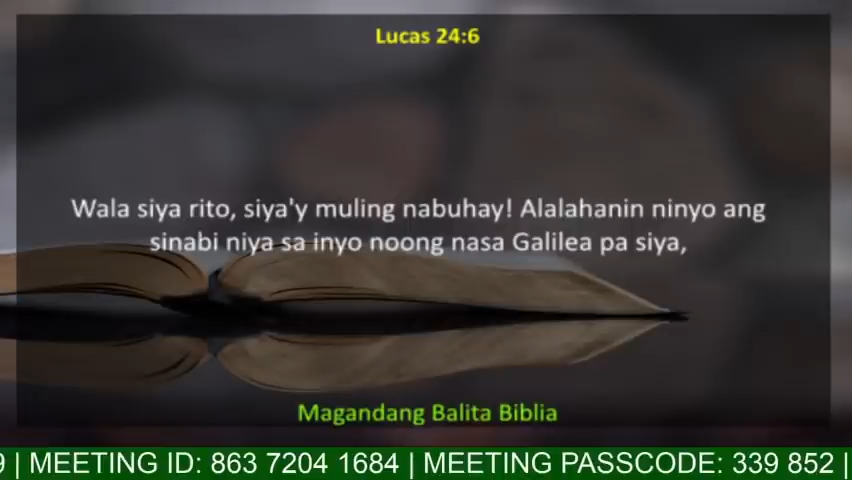 Lucas 24:6
Wala siya rito, siya'y muling nabuhay! Alalahanin ninyo ang
sinabi niya sa inyo noong nasa Galilea pa siya,
Magandang Balita Biblia
9 | MEETING ID: 863 7204 1684 | MEETING PASSCODE: 339 852 |